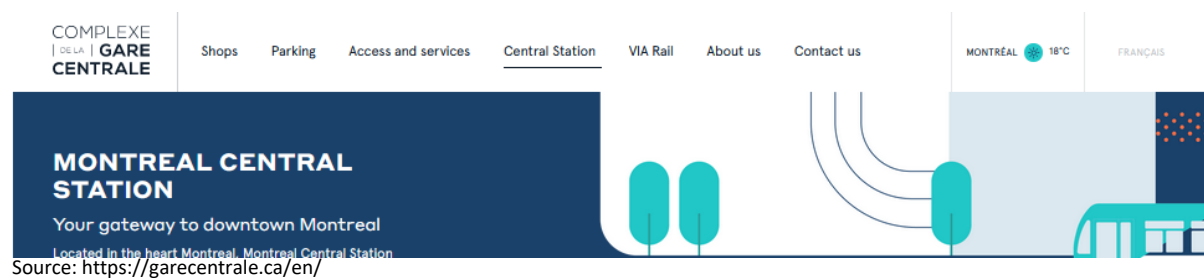 COMPLEXE
| DE LA | GARE
CENTRALE
Shops Parking Access and services Central Station VIA Rail About us Contact us MONTRÉAL 18°C FRANÇAIS
MONTREAL CENTRAL
STATION
Your gateway to downtown Montreal
Located in the heart Montreal, Montreal Central Station
Source: https://garecentrale.ca/en/